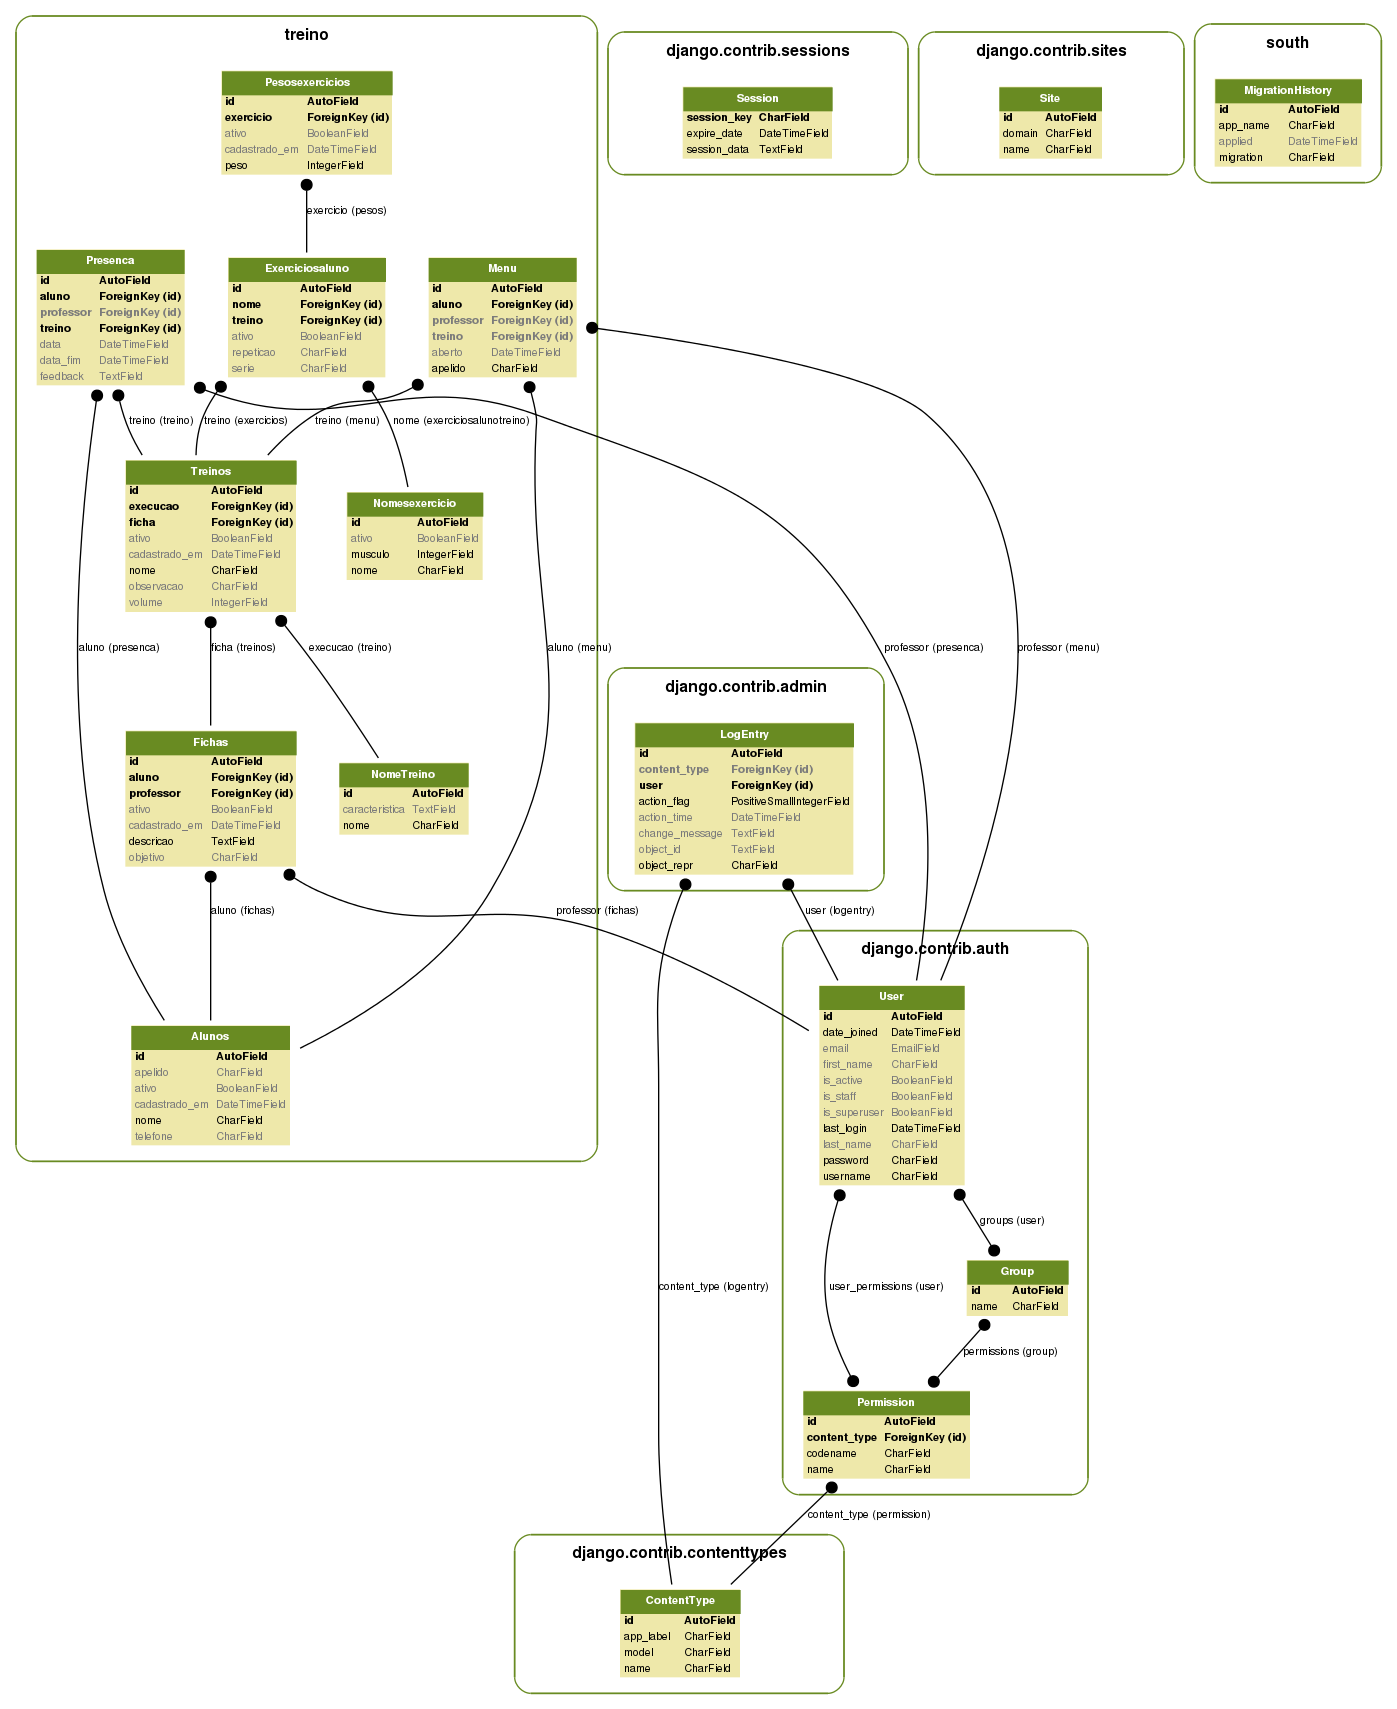 treino
Pesosexercicios
id AutoField
exercicio ForeignKey (id)
ativo BooleanField
cadastrado_em DateTimeField
peso IntegerField
exercicio (pesos)
django.contrib.sessions
Session
session_key CharField
expire_date DateTimeField
session_data TextField
django.contrib.sites
Site
id AutoField
domain CharField
name CharField
south
MigrationHistory
id AutoField
app_name CharField
applied DateTimeField
migration CharField
Presenca
id AutoField
aluno ForeignKey (id)
professor ForeignKey (id)
treino ForeignKey (id)
data DateTimeField
data_fim DateTimeField
feedback TextField
Exerciciosaluno
id AutoField
nome ForeignKey (id)
treino ForeignKey (id)
ativo BooleanField
repeticao CharField
serie CharField
Menu
id AutoField
aluno ForeignKey (id)
professor ForeignKey (id)
treino ForeignKey (id)
aberto DateTimeField
apelido CharField
treino (treino)
treino (exercicios)
treino (menu)
nome (exerciciosalunotreino)
Treinos
id AutoField
execucao ForeignKey (id)
ficha ForeignKey (id)
ativo BooleanField
cadastrado_em DateTimeField
nome CharField
observacao CharField
volume IntegerField
Nomesexercicio
id AutoField
ativo BooleanField
musculo IntegerField
nome CharField
aluno (presenca)
ficha (treinos)
execucao (treino)
aluno (menu)
professor (presenca)
professor (menu)
Fichas
id AutoField
aluno ForeignKey (id)
professor ForeignKey (id)
ativo BooleanField
cadastrado_em DateTimeField
descricao TextField
objetivo CharField
NomeTreino
id AutoField
caracteristica TextField
nome CharField
django.contrib.admin
LogEntry
id AutoField
content_type ForeignKey (id)
user ForeignKey (id)
action_flag PositiveSmallIntegerField
action_time DateTimeField
change_message TextField
object_id TextField
object_repr CharField
aluno (fichas)
professor (fichas)
user (logentry)
Alunos
id AutoField
apelido CharField
ativo BooleanField
cadastrado_em DateTimeField
nome CharField
telefone CharField
django.contrib.auth
User
id AutoField
date_joined DateTimeField
email EmailField
first_name CharField
is_active BooleanField
is_staff BooleanField
is_superuser BooleanField
last_login DateTimeField
last_name CharField
password CharField
username CharField
groups (user)
content_type (logentry)
user_permissions (user)
Group
id AutoField
name CharField
permissions (group)
Permission
id AutoField
content_type ForeignKey (id)
codename CharField
name CharField
content_type (permission)
django.contrib.contenttypes
ContentType
id AutoField
app_label CharField
model CharField
name CharField